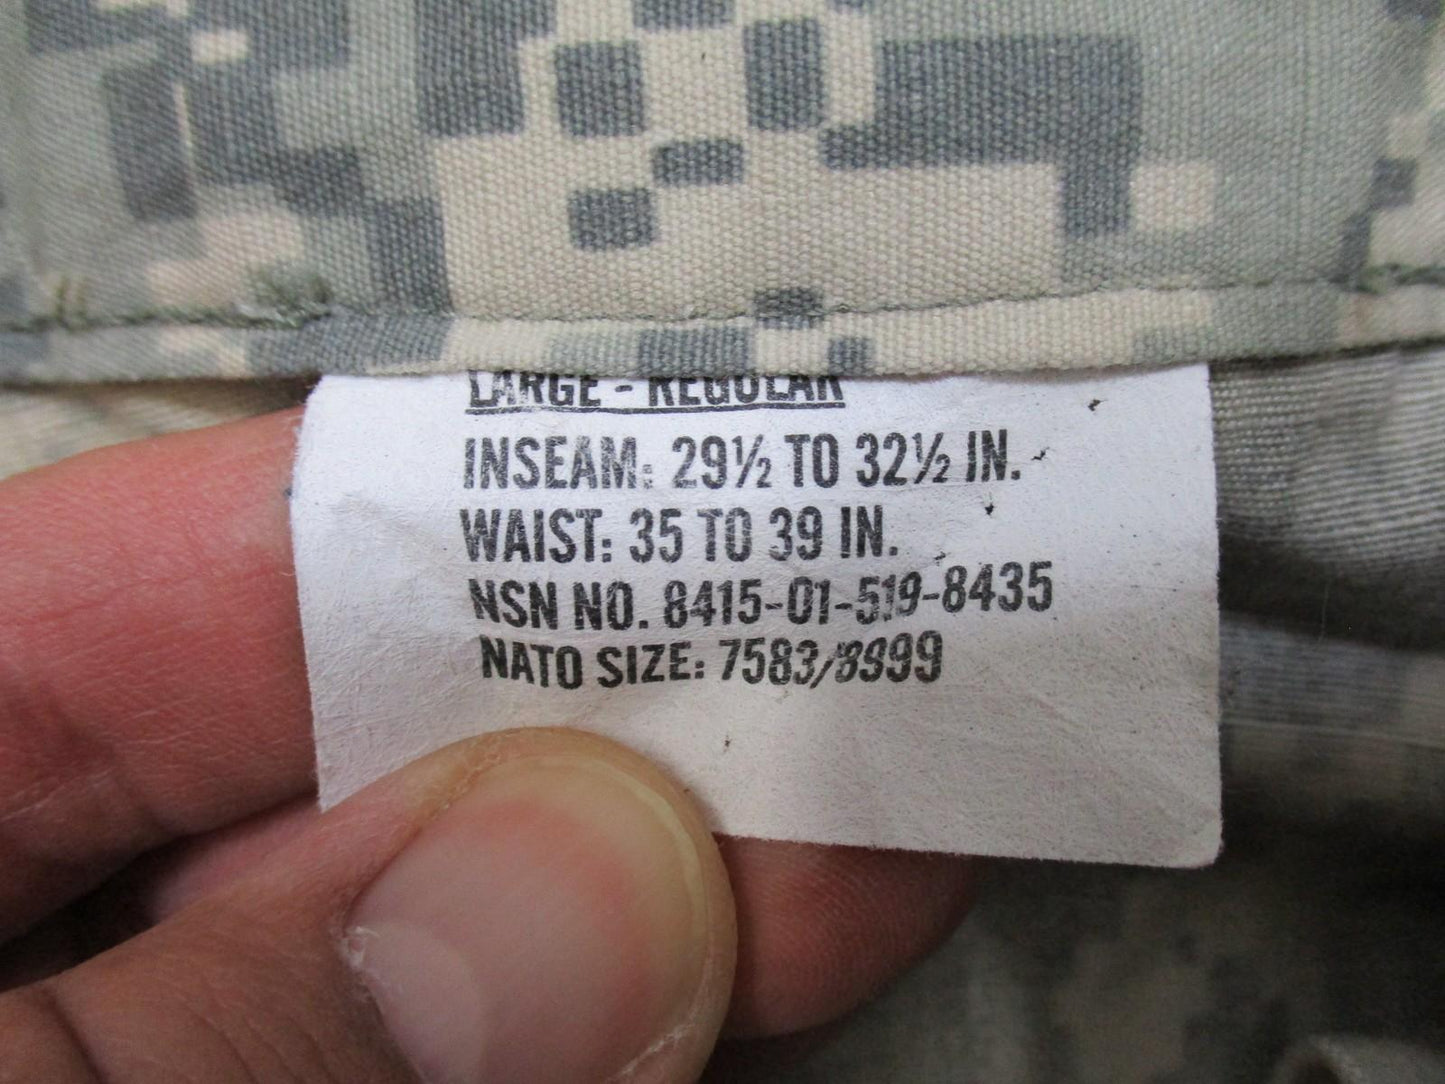 LARGE - REGULAR
INSEAM: 29½ TO 32½ IN.
WAIST: 35 TO 39 IN.
NSN NO. 8415-01-519-8435
NATO SIZE: 7583/8999